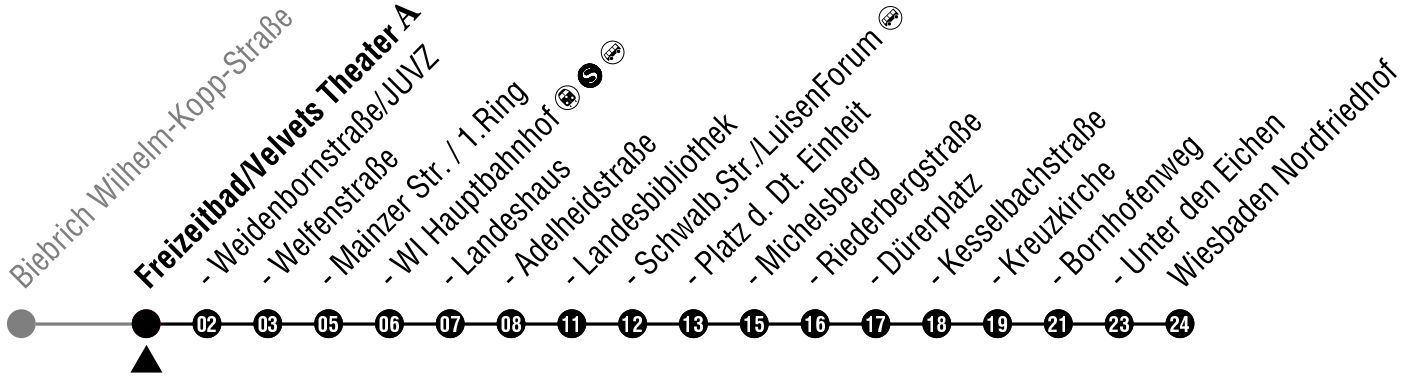 Biebrich Wilhelm-Kopp-Straße
Freizeitbad/Velvets Theater A
- Weidenbornstraße/JUVZ
- Welfenstraße
- Mainzer Str. / 1.Ring
- WI Hauptbahnhof S
- Landeshaus
- Adelheidstraße
- Landesbibliothek
- Schwalb.Str./LuisenForum
- Platz d. Dt. Einheit
- Michelsberg
- Riederbergstraße
- Dürerplatz
- Kesselbachstraße
- Kreuzkirche
- Bornhofenweg
- Unter den Eichen
Wiesbaden Nordfriedhof
02 03 05 06 07 08 11 12 13 15 16 17 18 19 21 23 24